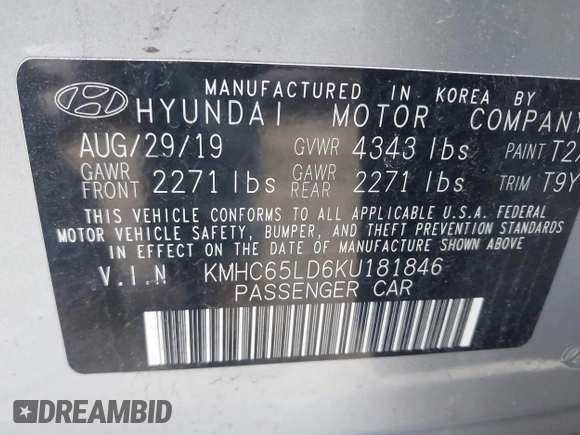 MANUFACTURED IN KOREA BY
HYUNDAI MOTOR COMPANY
AUG/29/19 GVWR 4343 lbs PAINT
GAWR FRONT 2271 lbs GAWR REAR 2271 lbs TRIM
THIS VEHICLE CONFORMS TO ALL APPLICABLE U.S.A. FEDERAL
MOTOR VEHICLE SAFETY, BUMPER, AND THEFT PREVENTION STANDARDS
IN EFFECT ON THE DATE OF MANUFACTURE SHOWN ABOVE.
V.I.N KMHC65LD6KU181846
PASSENGER CAR
DREAMBID